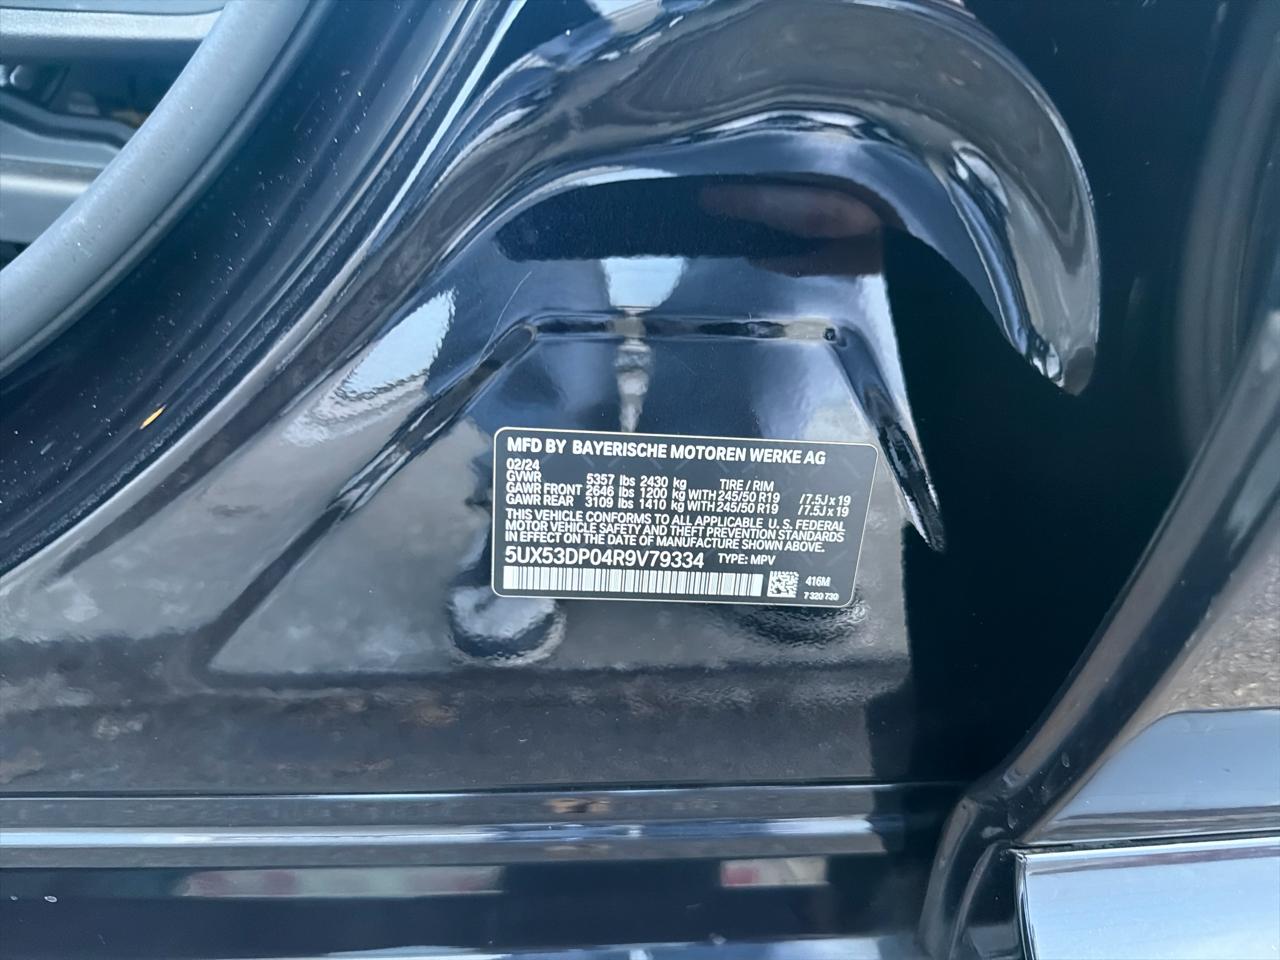 MFD BY BAYERISCHE MOTOREN WERKE AG
02/24
GVWR 5357 lbs 2430 kg TIRE / RIM
GAWR FRONT 2646 lbs 1200 kg WITH 245/50 R19 / 7.5J x 19
GAWR REAR 3109 lbs 1410 kg WITH 245/50 R19 / 7.5J x 19
THIS VEHICLE CONFORMS TO ALL APPLICABLE U. S. FEDERAL
MOTOR VEHICLE SAFETY AND THEFT PREVENTION STANDARDS
IN EFFECT ON THE DATE OF MANUFACTURE SHOWN ABOVE.
5UX53DP04R9V79334 TYPE: MPV
416M
7 320 730